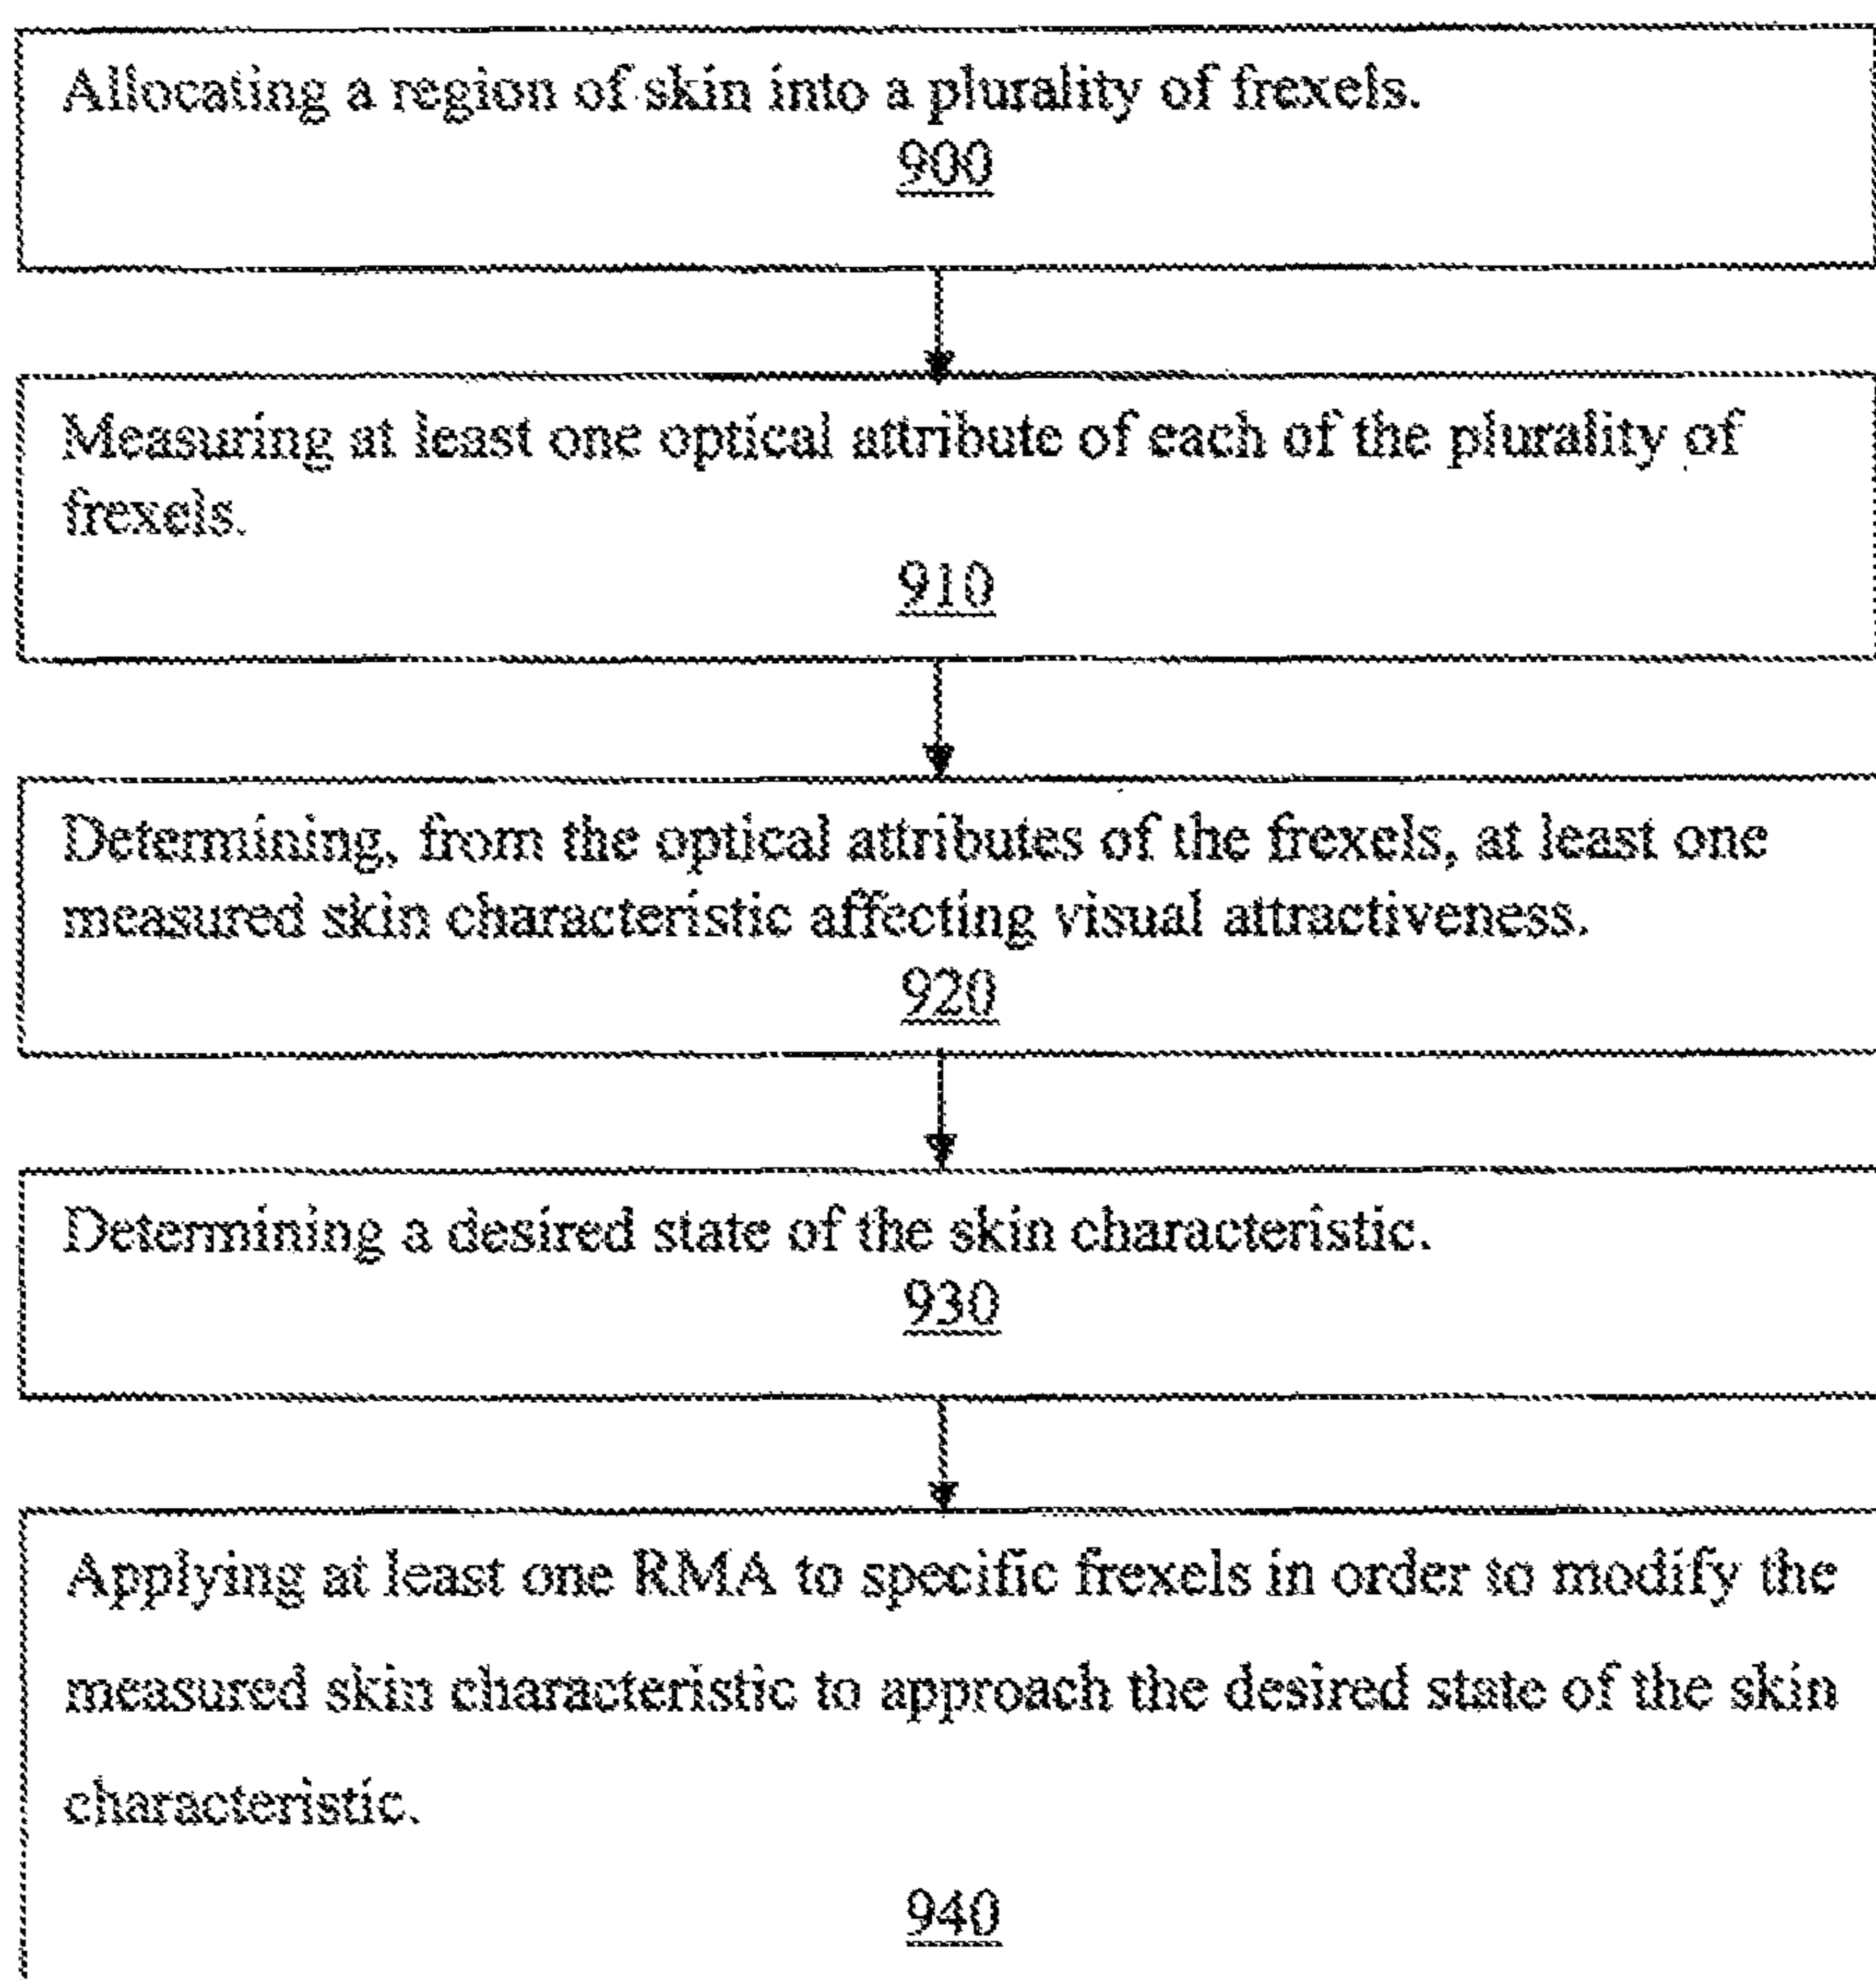 Allocating a region of skin into a plurality of frexels.
900
Measuring at least one optical attribute of each of the plurality of
frexels.
910
Determining, from the optical attributes of the frexels, at least one
measured skin characteristic affecting visual attractiveness.
920
Determining a desired state of the skin characteristic.
930
Applying at least one RMA to specific frexels in order to modify the
measured skin characteristic to approach the desired state of the skin
characteristic.
940